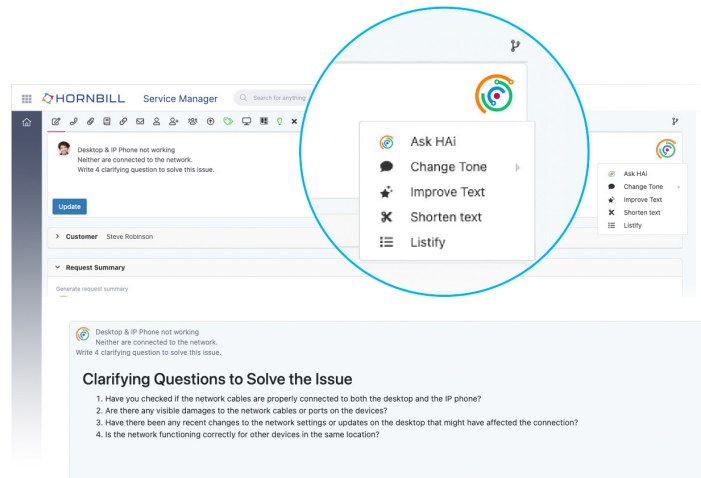 HORNBILL Service Manager Search for anything
Desktop & IP Phone not working
Neither are connected to the network.
Write 4 clarifying question to solve this issue.
Update
Ask HAi
Change Tone
Improve Text
Shorten text
Listify
Ask HAi
Change Tone
Improve Text
Shorten text
Listify
Customer Steve Robinson
Request Summary
Generate request summary
Desktop & IP Phone not working
Neither are connected to the network.
Write 4 clarifying question to solve this issue.
Clarifying Questions to Solve the Issue
1. Have you checked if the network cables are properly connected to both the desktop and the IP phone?
2. Are there any visible damages to the network cables or ports on the devices?
3. Have there been any recent changes to the network settings or updates on the desktop that might have affected the connection?
4. Is the network functioning correctly for other devices in the same location?